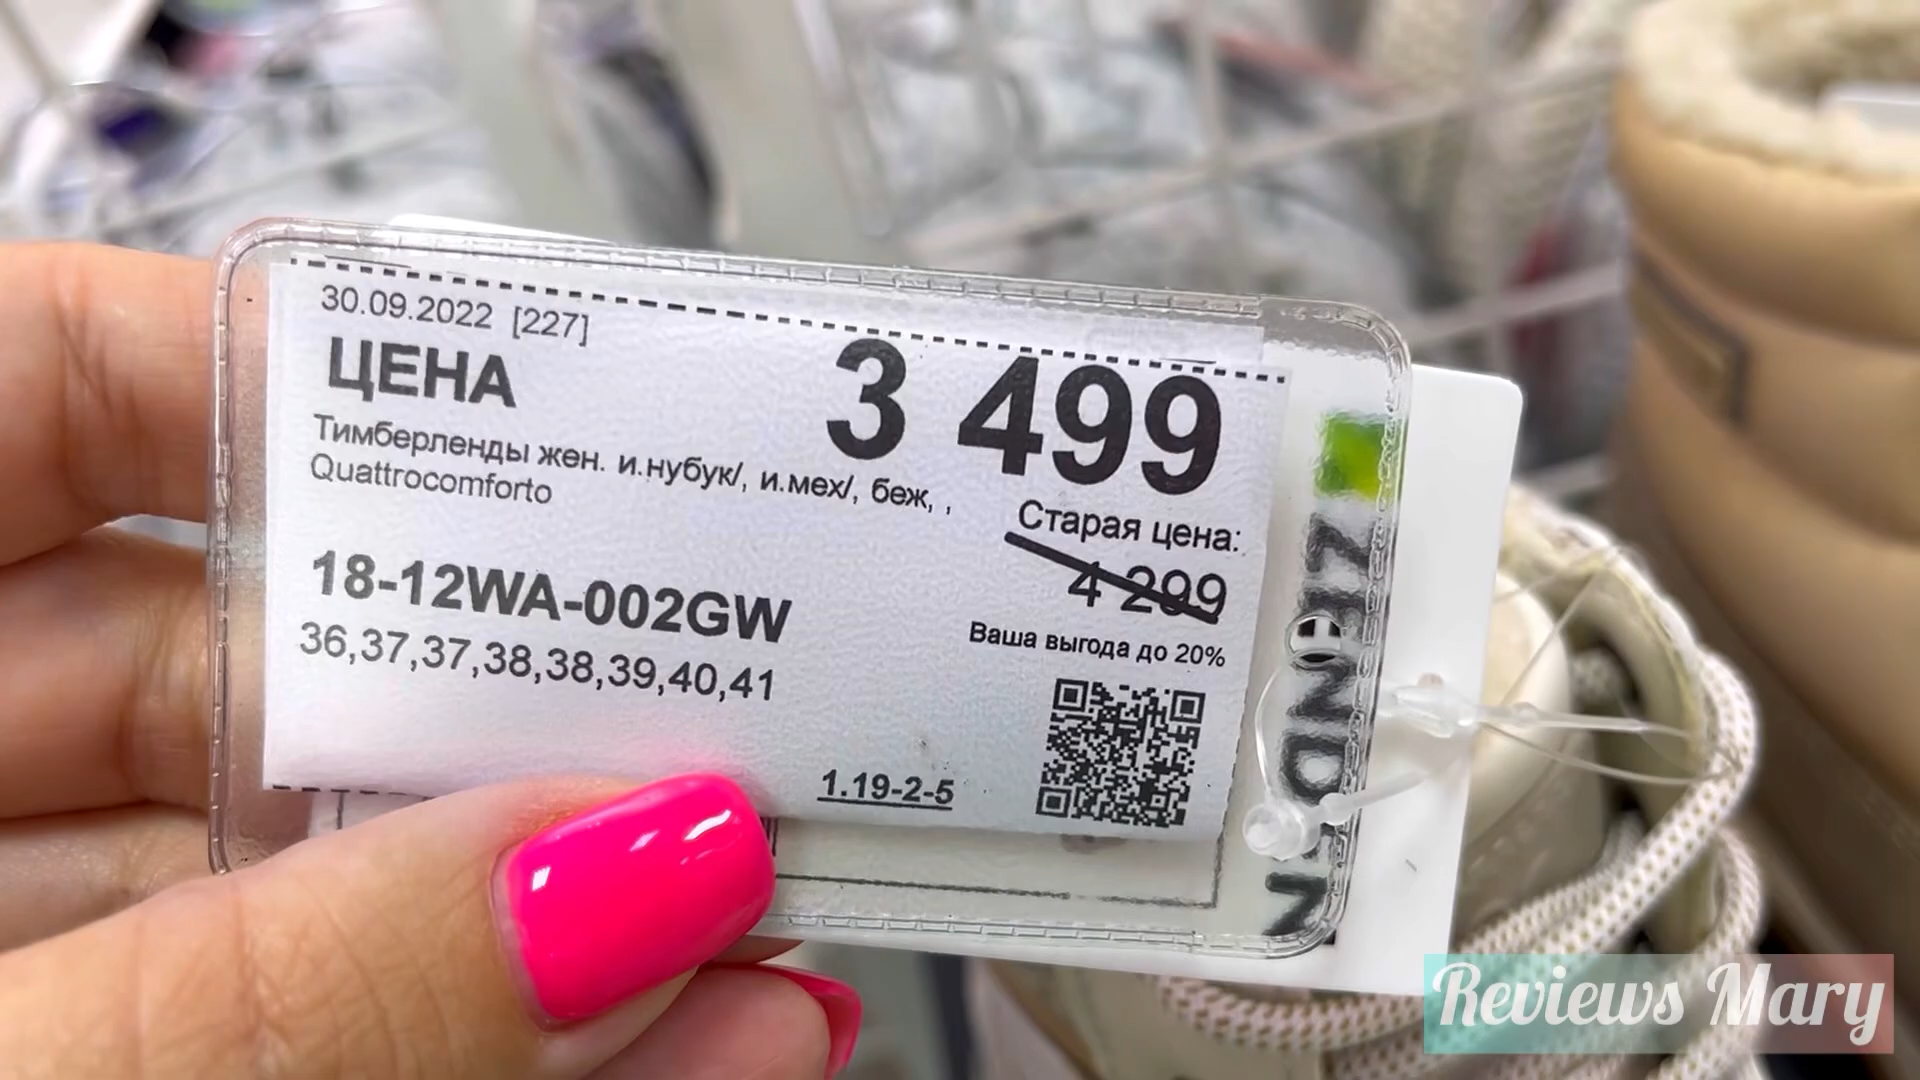 30.09.2022 [227]
ЦЕНА
3 499
Тимберленды жен. и.нубук/, и.мех/, беж, ,
Quattrocomforto
Старая цена:
4 299
18-12WA-002GW
Ваша выгода до 20%
36,37,37,38,38,39,40,41
1.19-2-5
ZENDEN
Reviews Mary